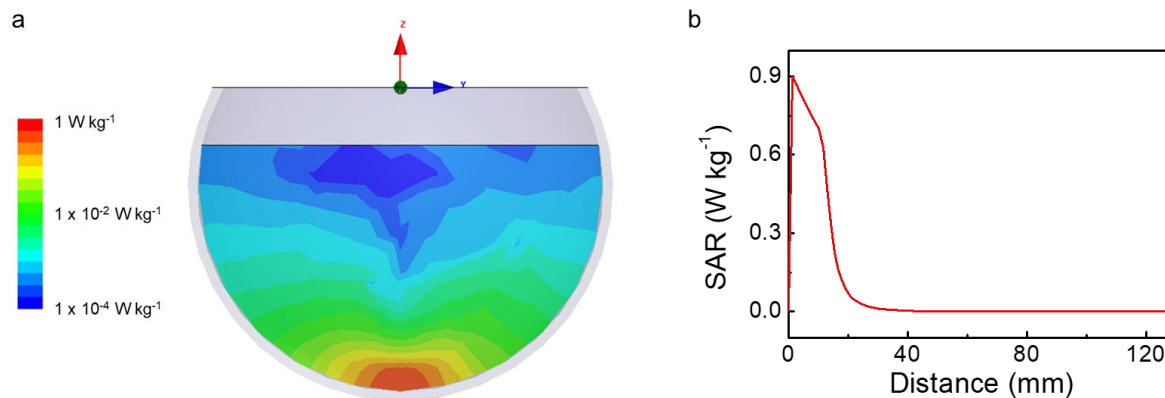 a
Z
Y
1 W kg⁻¹
1 x 10⁻² W kg⁻¹
1 x 10⁻⁴ W kg⁻¹
b
SAR (W kg⁻¹)
0.9
0.6
0.3
0.0
0 40 80 120
Distance (mm)